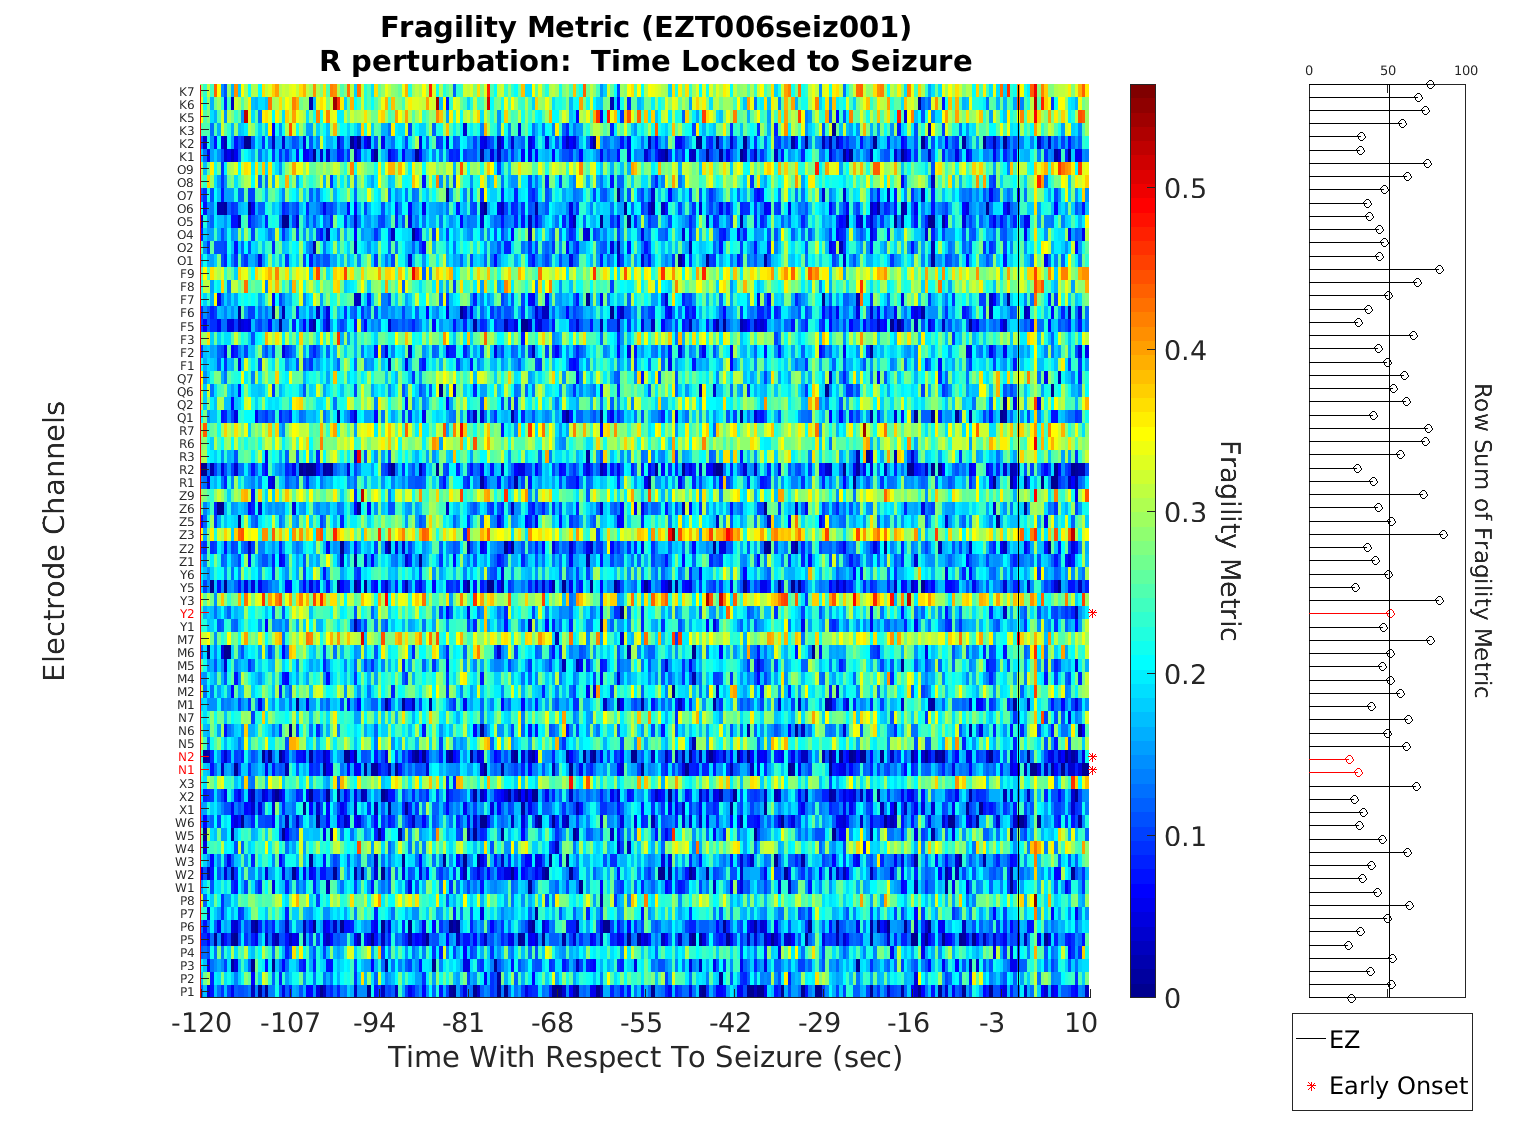 Fragility Metric (EZT006seiz001)
R perturbation:  Time Locked to Seizure
Electrode Channels
K7
K6
K5
K3
K2
K1
O9
O8
O7
O6
O5
O4
O2
O1
F9
F8
F7
F6
F5
F3
F2
F1
Q7
Q6
Q2
Q1
R7
R6
R3
R2
R1
Z9
Z6
Z5
Z3
Z2
Z1
Y6
Y5
Y3
Y2
Y1
M7
M6
M5
M4
M2
M1
N7
N6
N5
N2
N1
X3
X2
X1
W6
W5
W4
W3
W2
W1
P8
P7
P6
P5
P4
P3
P2
P1
-120 -107 -94 -81 -68 -55 -42 -29 -16 -3 10
Time With Respect To Seizure (sec)
0.5
0.4
0.3
0.2
0.1
0
Fragility Metric
0 50 100
Row Sum of Fragility Metric
EZ
Early Onset